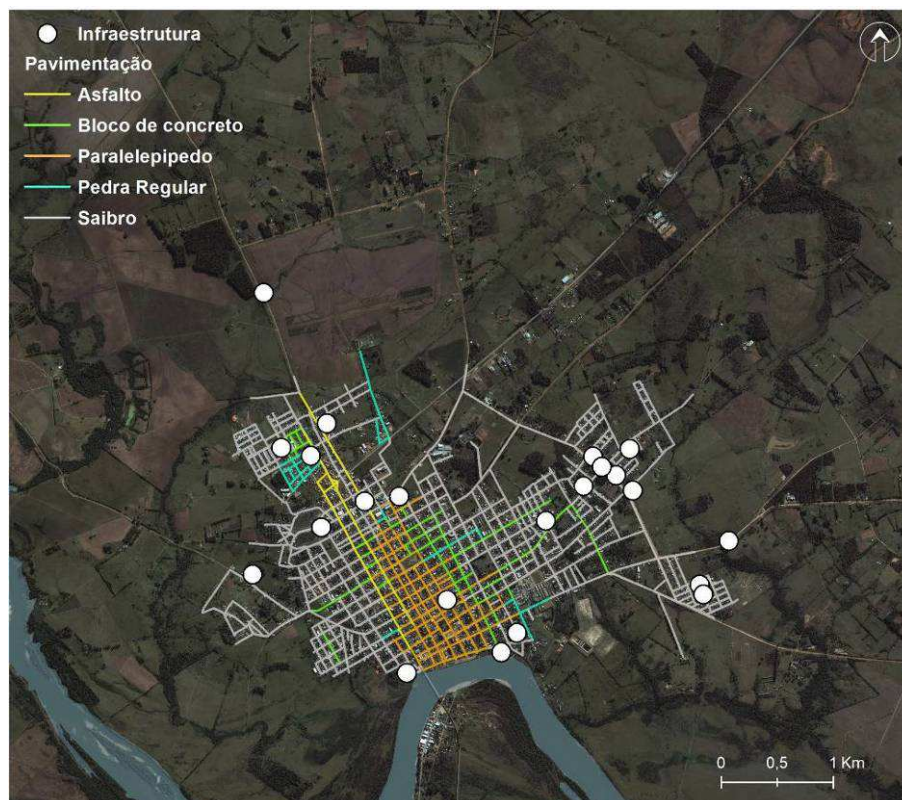 Infraestrutura
Pavimentação
Asfalto
Bloco de concreto
Paralelepipedo
Pedra Regular
Saibro
0 0,5 1 Km